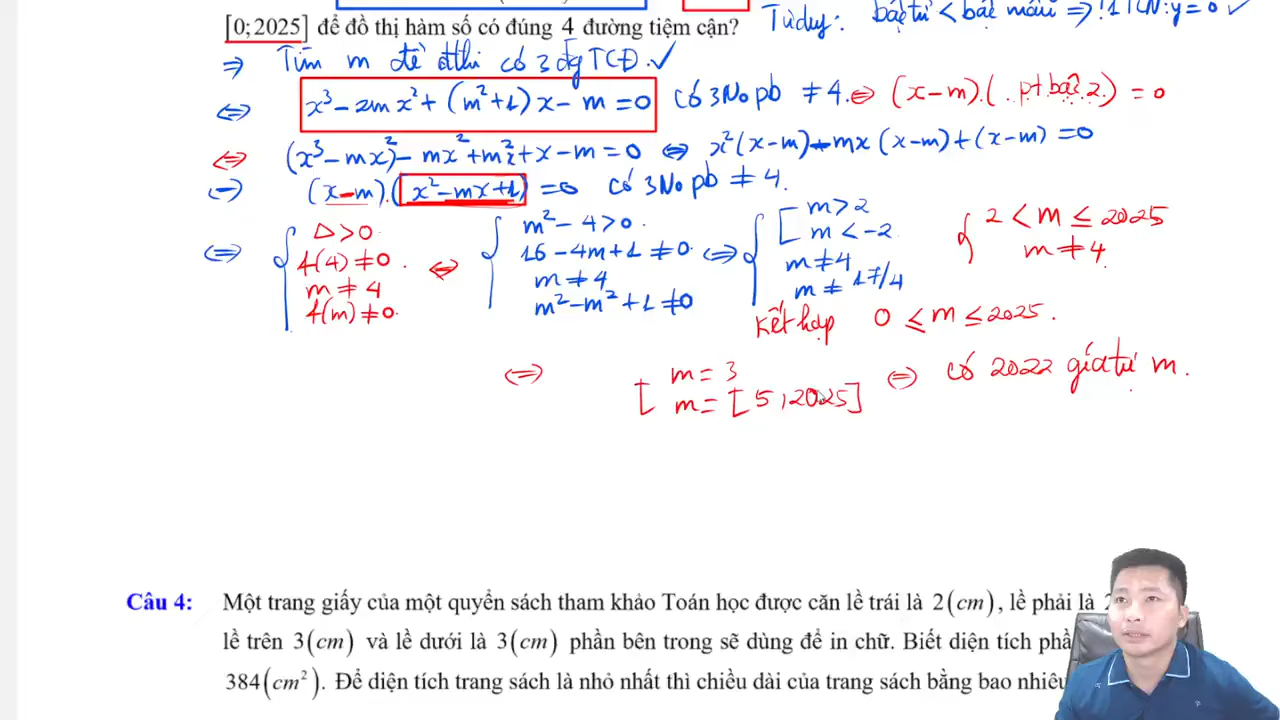 [0;2025] để đồ thị hàm số có đúng 4 đường tiệm cận? Tư duy: bậc tử < bậc mẫu => !1 TCN: y = 0 ✓
=> Tìm m để đthị có 3 đg TCĐ. ✓
<=> x³ - 2mx² + (m²+1)x - m = 0 có 3No pb ≠ 4. <=> (x-m).(. pt bậc 2.) = 0
<=> (x³ - mx²) - mx² + m²x + x - m = 0 <=> x²(x-m) - mx(x-m) + (x-m) = 0
(x-m).(x² - mx + 1) = 0 có 3No pb ≠ 4.
<=> { Δ > 0 <=> { m² - 4 > 0 <=> { [ m > 2 { 2 < m ≤ 2025
f(4) ≠ 0 16 - 4m + 1 ≠ 0 m < -2 m ≠ 4
m ≠ 4 m ≠ 4 m ≠ 4
f(m) ≠ 0 m² - m² + 1 ≠ 0 m ≠ 17/4
Kết hợp 0 ≤ m ≤ 2025.
<=> [ m = 3 <=> có 2022 giá trị m.
m = [5; 2025]
Câu 4: Một trang giấy của một quyển sách tham khảo Toán học được căn lề trái là 2(cm), lề phải là
lề trên 3(cm) và lề dưới là 3(cm) phần bên trong sẽ dùng để in chữ. Biết diện tích
384(cm²). Để diện tích trang sách là nhỏ nhất thì chiều dài của trang sách bằng bao